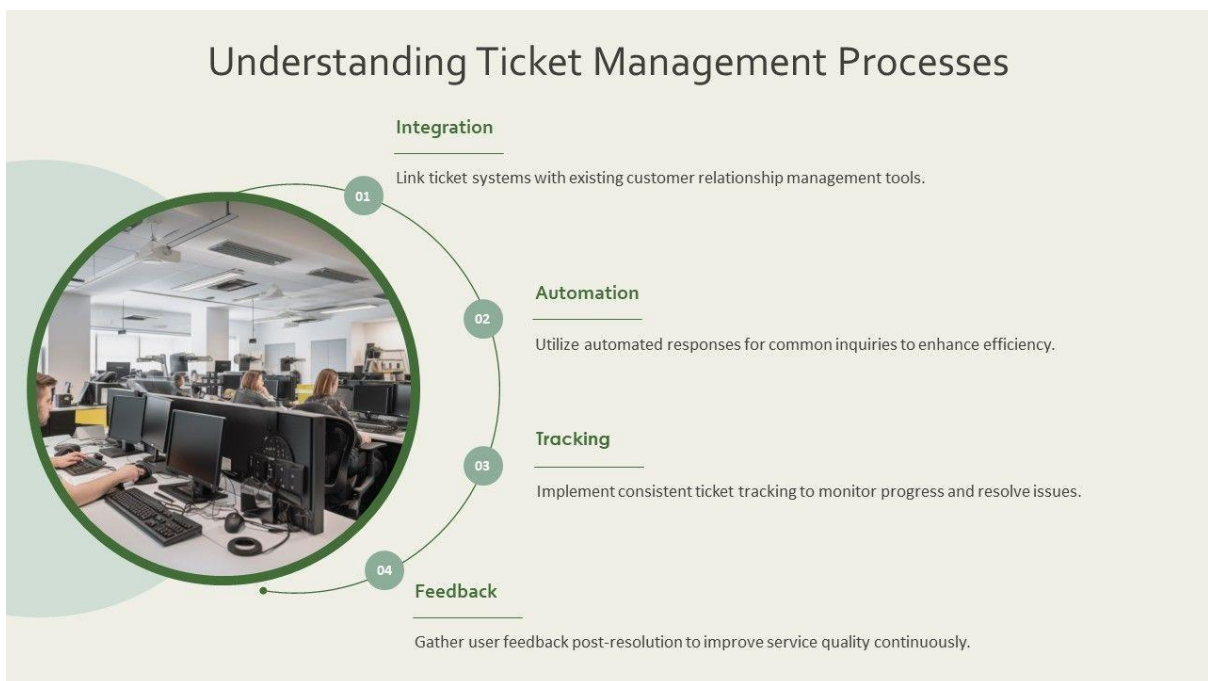 Understanding Ticket Management Processes
Integration
01
Link ticket systems with existing customer relationship management tools.
Automation
02
Utilize automated responses for common inquiries to enhance efficiency.
Tracking
03
Implement consistent ticket tracking to monitor progress and resolve issues.
04
Feedback
Gather user feedback post-resolution to improve service quality continuously.